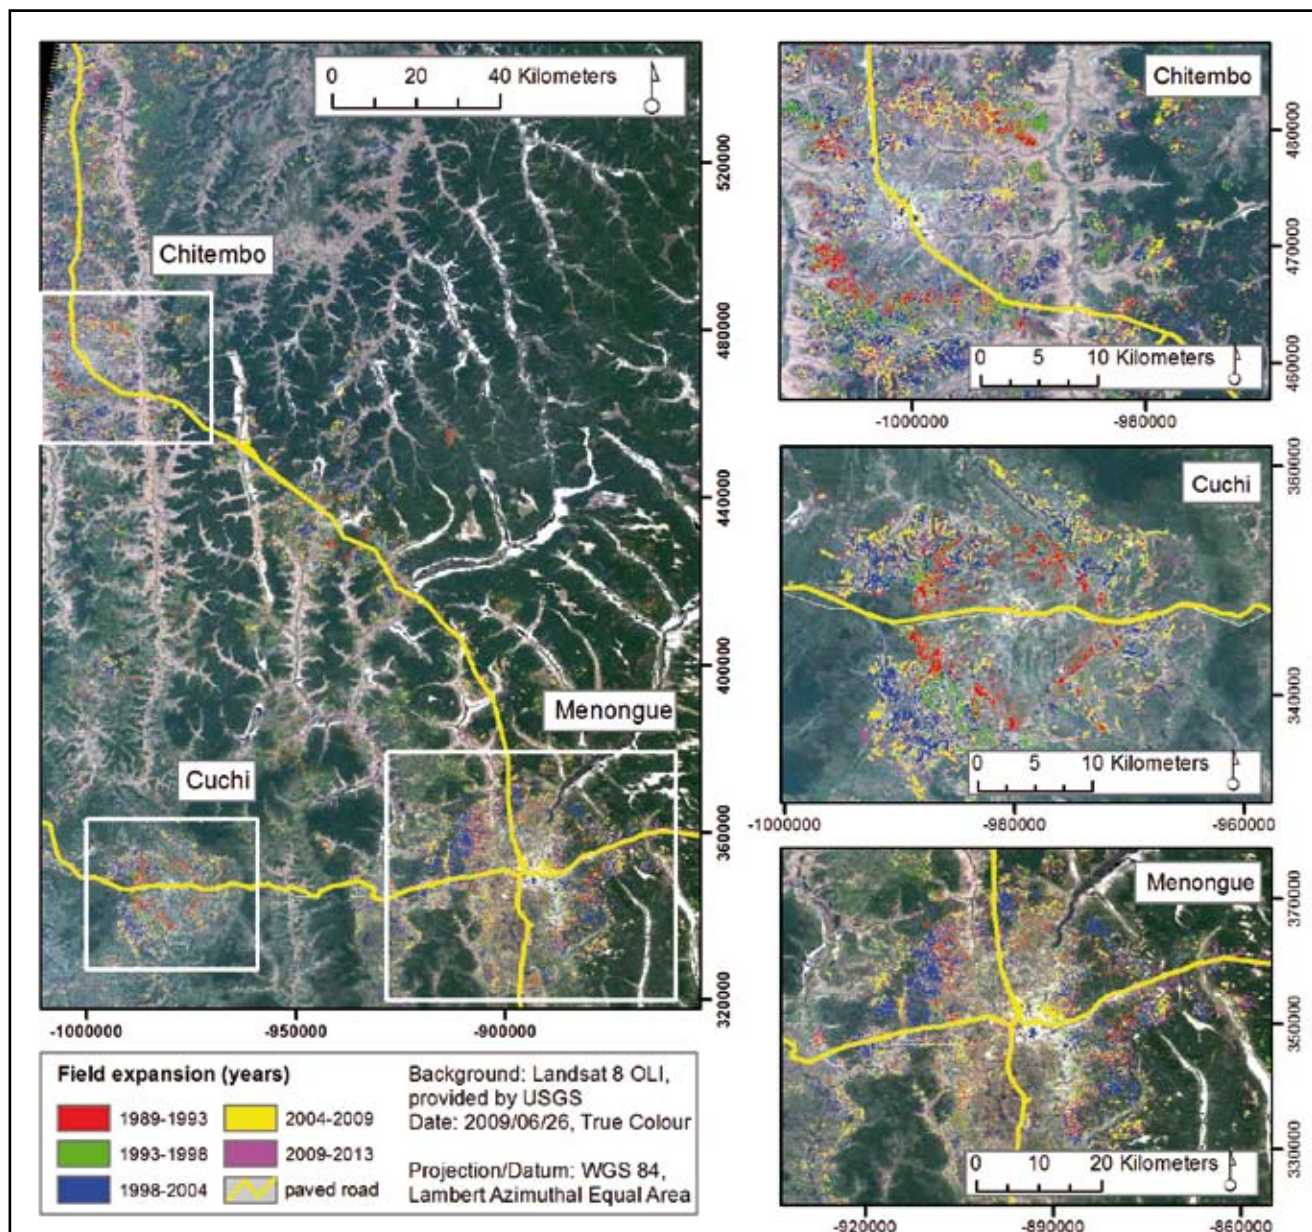 0 20 40 Kilometers
Chitembo
Menongue
Cuchi
520000
480000
440000
400000
360000
320000
-1000000 -950000 -900000
Field expansion (years)
1989-1993
1993-1998
1998-2004
2004-2009
2009-2013
paved road
Background: Landsat 8 OLI,
provided by USGS
Date: 2009/06/26, True Colour
Projection/Datum: WGS 84,
Lambert Azimuthal Equal Area
Chitembo
480000
470000
460000
0 5 10 Kilometers
-1000000 -980000
Cuchi
360000
340000
0 5 10 Kilometers
-1000000 -980000 -960000
Menongue
370000
350000
330000
0 10 20 Kilometers
-920000 -890000 -860000